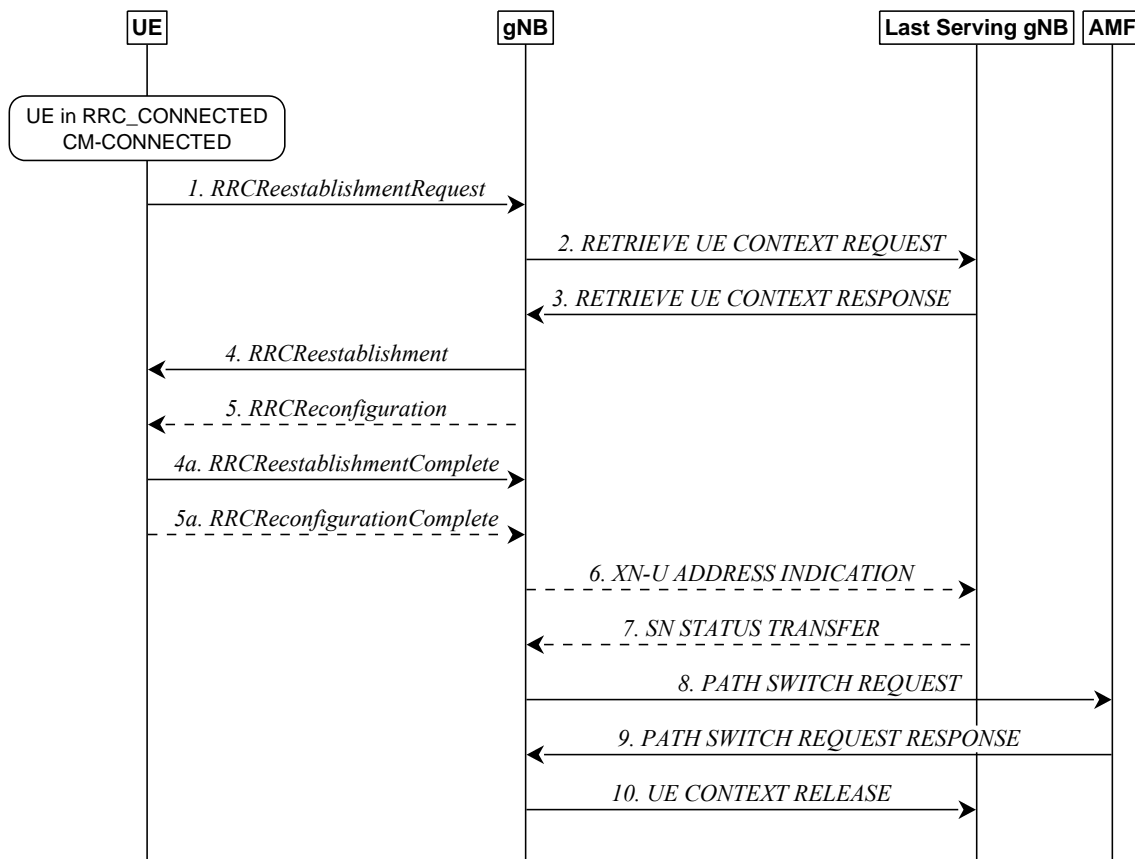 UE
gNB
Last Serving gNB
AMF
UE in RRC_CONNECTED
CM-CONNECTED
1. RRCReestablishmentRequest
2. RETRIEVE UE CONTEXT REQUEST
3. RETRIEVE UE CONTEXT RESPONSE
4. RRCReestablishment
5. RRCReconfiguration
4a. RRCReestablishmentComplete
5a. RRCReconfigurationComplete
6. XN-U ADDRESS INDICATION
7. SN STATUS TRANSFER
8. PATH SWITCH REQUEST
9. PATH SWITCH REQUEST RESPONSE
10. UE CONTEXT RELEASE